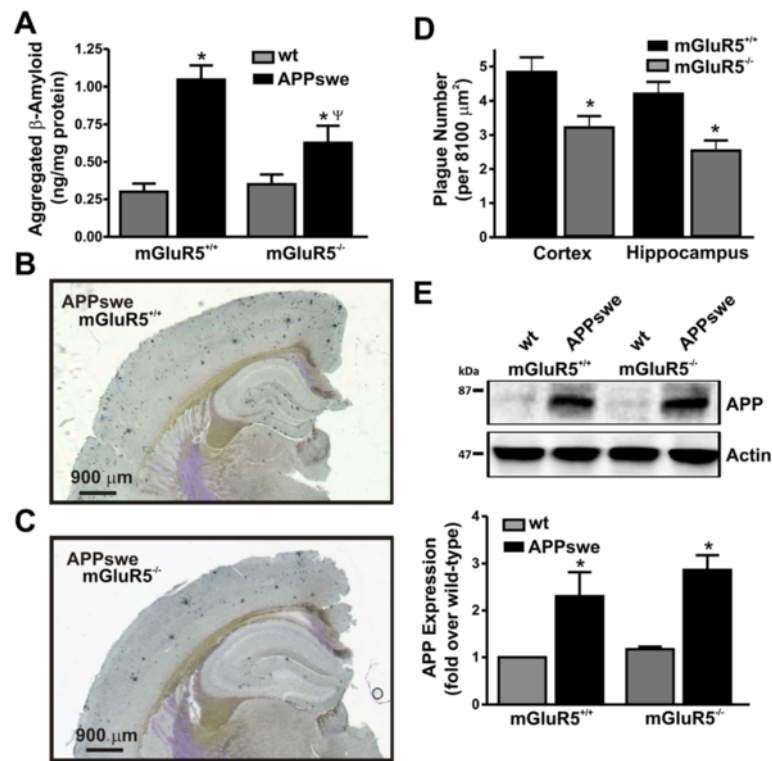 A
Aggregated β-Amyloid
(ng/mg protein)
1.25
1.00
0.75
0.50
0.25
0.00
wt
APPswe
*
* Ψ
mGluR5+/+
mGluR5-/-
B
APPswe
mGluR5+/+
900 µm
C
APPswe
mGluR5-/-
900 µm
D
Plague Number
(per 8100 µm²)
5
4
3
2
1
0
mGluR5+/+
mGluR5-/-
*
*
Cortex
Hippocampus
E
wt
APPswe
wt
APPswe
mGluR5+/+
mGluR5-/-
kDa
87
APP
47
Actin
APP Expression
(fold over wild-type)
4
3
2
1
0
wt
APPswe
*
*
mGluR5+/+
mGluR5-/-